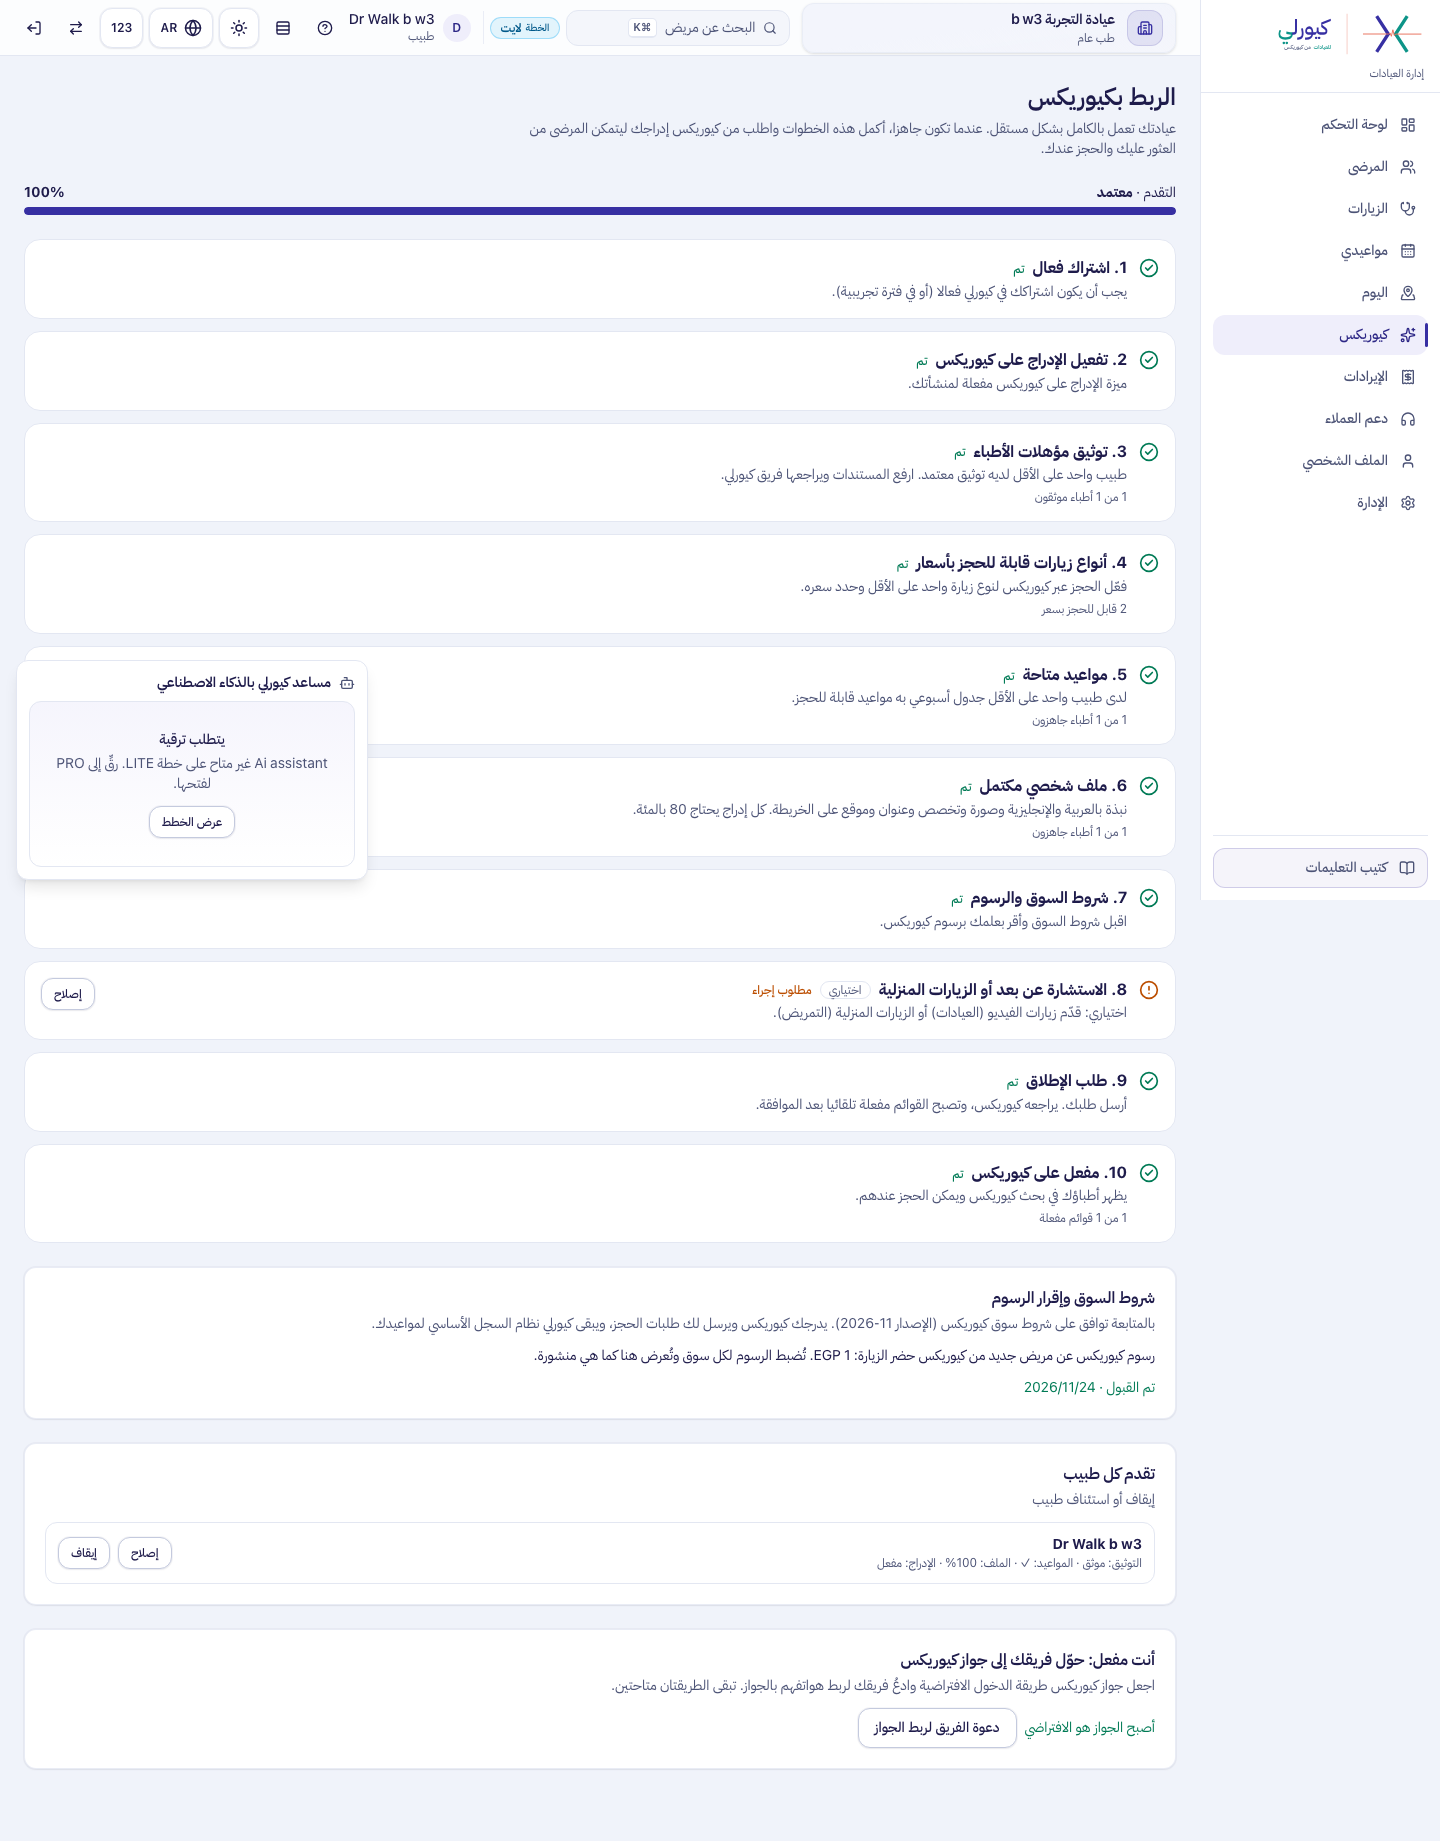 كيورلي
للعيادات من كيوريكس
إدارة العيادات
لوحة التحكم
المرضى
الزيارات
مواعيدي
اليوم
كيوريكس
الإيرادات
دعم العملاء
الملف الشخصي
الإدارة
كتيب التعليمات
عيادة التجربة b w3
طب عام
البحث عن مريض
⌘K
الخطة لايت
D
Dr Walk b w3
طبيب
AR
123
الربط بكيوريكس
عيادتك تعمل بالكامل بشكل مستقل. عندما تكون جاهزا، أكمل هذه الخطوات واطلب من كيوريكس إدراجك ليتمكن المرضى من
العثور عليك والحجز عندك.
التقدم · معتمد
100%
1. اشتراك فعال تم
يجب أن يكون اشتراكك في كيورلي فعالا (أو في فترة تجريبية).
2. تفعيل الإدراج على كيوريكس تم
ميزة الإدراج على كيوريكس مفعلة لمنشأتك.
3. توثيق مؤهلات الأطباء تم
طبيب واحد على الأقل لديه توثيق معتمد. ارفع المستندات ويراجعها فريق كيورلي.
1 من 1 أطباء موثقون
4. أنواع زيارات قابلة للحجز بأسعار تم
فعّل الحجز عبر كيوريكس لنوع زيارة واحد على الأقل وحدد سعره.
2 قابل للحجز بسعر
5. مواعيد متاحة تم
لدى طبيب واحد على الأقل جدول أسبوعي به مواعيد قابلة للحجز.
1 من 1 أطباء جاهزون
6. ملف شخصي مكتمل تم
نبذة بالعربية والإنجليزية وصورة وتخصص وعنوان وموقع على الخريطة. كل إدراج يحتاج 80 بالمئة.
1 من 1 أطباء جاهزون
مساعد كيورلي بالذكاء الاصطناعي
يتطلب ترقية
Ai assistant غير متاح على خطة LITE. رقٍّ إلى PRO
لفتحها.
عرض الخطط
7. شروط السوق والرسوم تم
اقبل شروط السوق وأقر بعلمك برسوم كيوريكس.
8. الاستشارة عن بعد أو الزيارات المنزلية اختياري مطلوب إجراء
اختياري: قدّم زيارات الفيديو (العيادات) أو الزيارات المنزلية (التمريض).
إصلاح
9. طلب الإطلاق تم
أرسل طلبك. يراجعه كيوريكس، وتصبح القوائم مفعلة تلقائيا بعد الموافقة.
10. مفعل على كيوريكس تم
يظهر أطباؤك في بحث كيوريكس ويمكن الحجز عندهم.
1 من 1 قوائم مفعلة
شروط السوق وإقرار الرسوم
بالمتابعة توافق على شروط سوق كيوريكس (الإصدار 11-2026). يدرجك كيوريكس ويرسل لك طلبات الحجز، ويبقى كيورلي نظام السجل الأساسي لمواعيدك.
رسوم كيوريكس عن مريض جديد من كيوريكس حضر الزيارة: 1 EGP. تُضبط الرسوم لكل سوق وتُعرض هنا كما هي منشورة.
تم القبول · 2026/11/24
تقدم كل طبيب
إيقاف أو استئناف طبيب
Dr Walk b w3
التوثيق: موثق · المواعيد: ✓ · الملف: 100% · الإدراج: مفعل
إصلاح
إيقاف
أنت مفعل: حوّل فريقك إلى جواز كيوريكس
اجعل جواز كيوريكس طريقة الدخول الافتراضية وادعُ فريقك لربط هواتفهم بالجواز. تبقى الطريقتان متاحتين.
أصبح الجواز هو الافتراضي
دعوة الفريق لربط الجواز